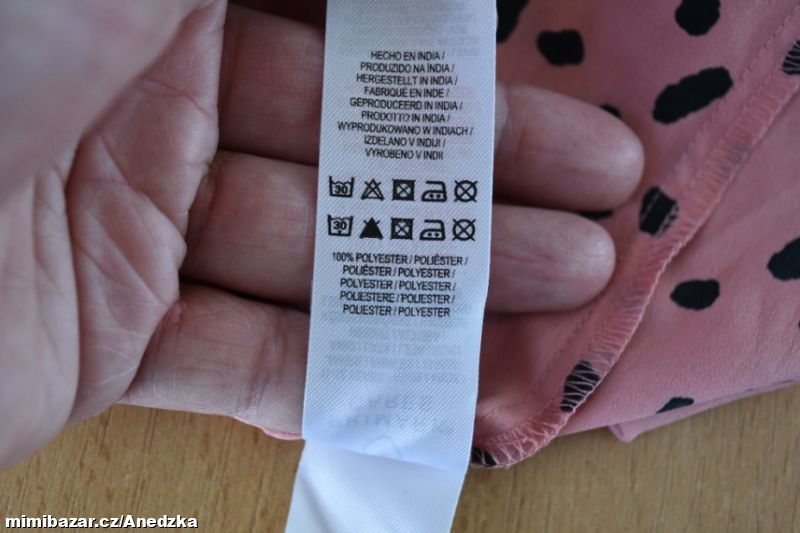 HECHO EN INDIA /
PRODUZIDO NA ÍNDIA /
HERGESTELLT IN INDIA /
FABRIQUÉ EN INDE /
GEPRODUCEERD IN INDIA /
PRODOTTO IN INDIA /
WYPRODUKOWANO W INDIACH /
IZDELANO V INDIJI /
VYROBENO V INDII
30
30
100% POLYESTER / POLIÉSTER /
POLIÉSTER / POLYESTER /
POLYESTER / POLYESTER /
POLIESTERE / POLIESTER /
POLIESTER / POLYESTER
mimibazar.cz/Anedzka